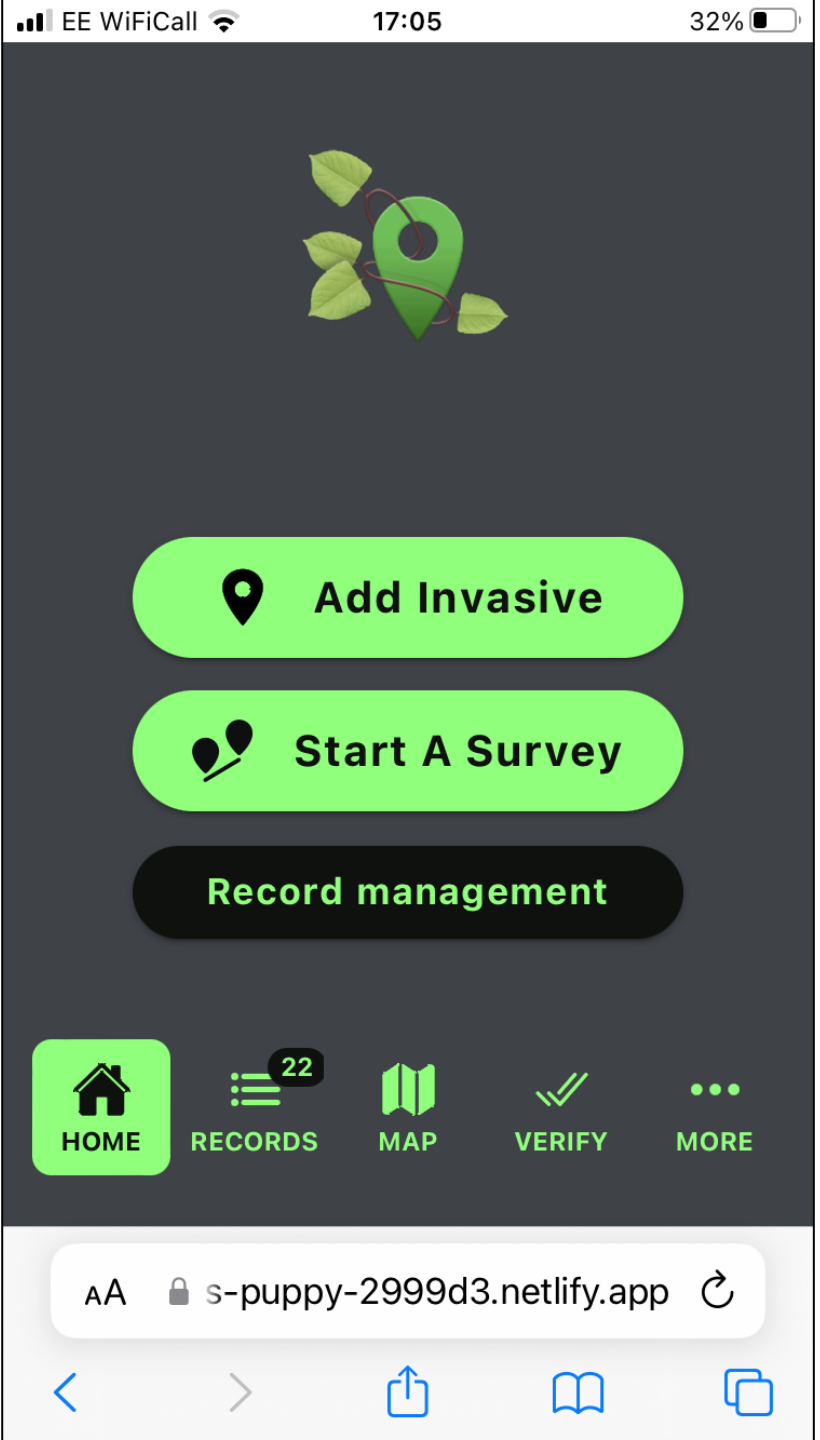 EE WiFiCall 17:05 32%
Add Invasive
Start A Survey
Record management
22
HOME RECORDS MAP VERIFY MORE
AA s-puppy-2999d3.netlify.app